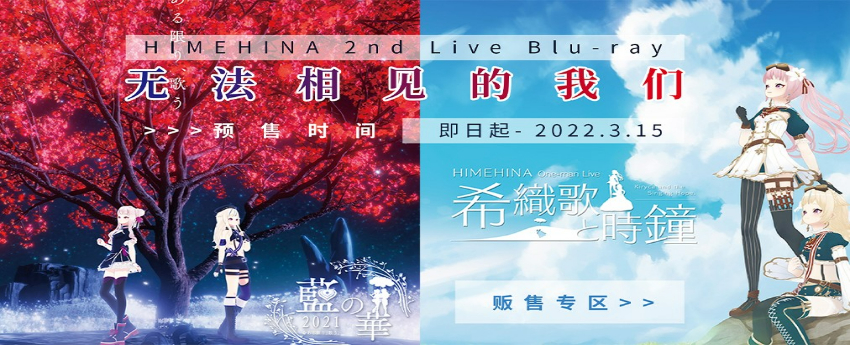 ある限り歌う
HIMEHINA 2nd Live Blu-ray
无法相见的我们
>>>预售时间 即日起- 2022.3.15
HIMEHINA Onesman Live
希織歌と時鐘
藍の華
2021
贩售专区>>